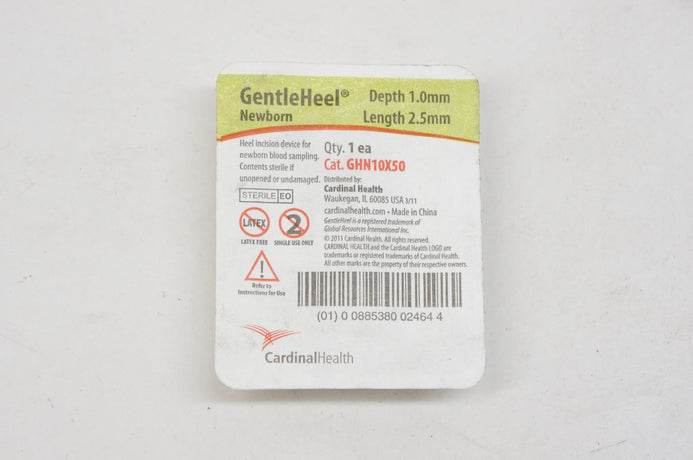 GentleHeel® Depth 1.0mm
Newborn Length 2.5mm
Heel incision device for
newborn blood sampling.
Contents sterile if
unopened or undamaged.
STERILE EO
LATEX
LATEX FREE
2
SINGLE USE ONLY
!
Refer to
Instructions for Use
Qty. 1 ea
Cat. GHN10X50
Distributed by:
Cardinal Health
Waukegan, IL 60085 USA 3/11
cardinalhealth.com • Made in China
GentleHeel is a registered trademark of
Global Resources International Inc.
© 2011 Cardinal Health. All rights reserved.
CARDINAL HEALTH and the Cardinal Health LOGO are
trademarks or registered trademarks of Cardinal Health.
All other marks are the property of their respective owners.
(01) 0 0885380 02464 4
CardinalHealth